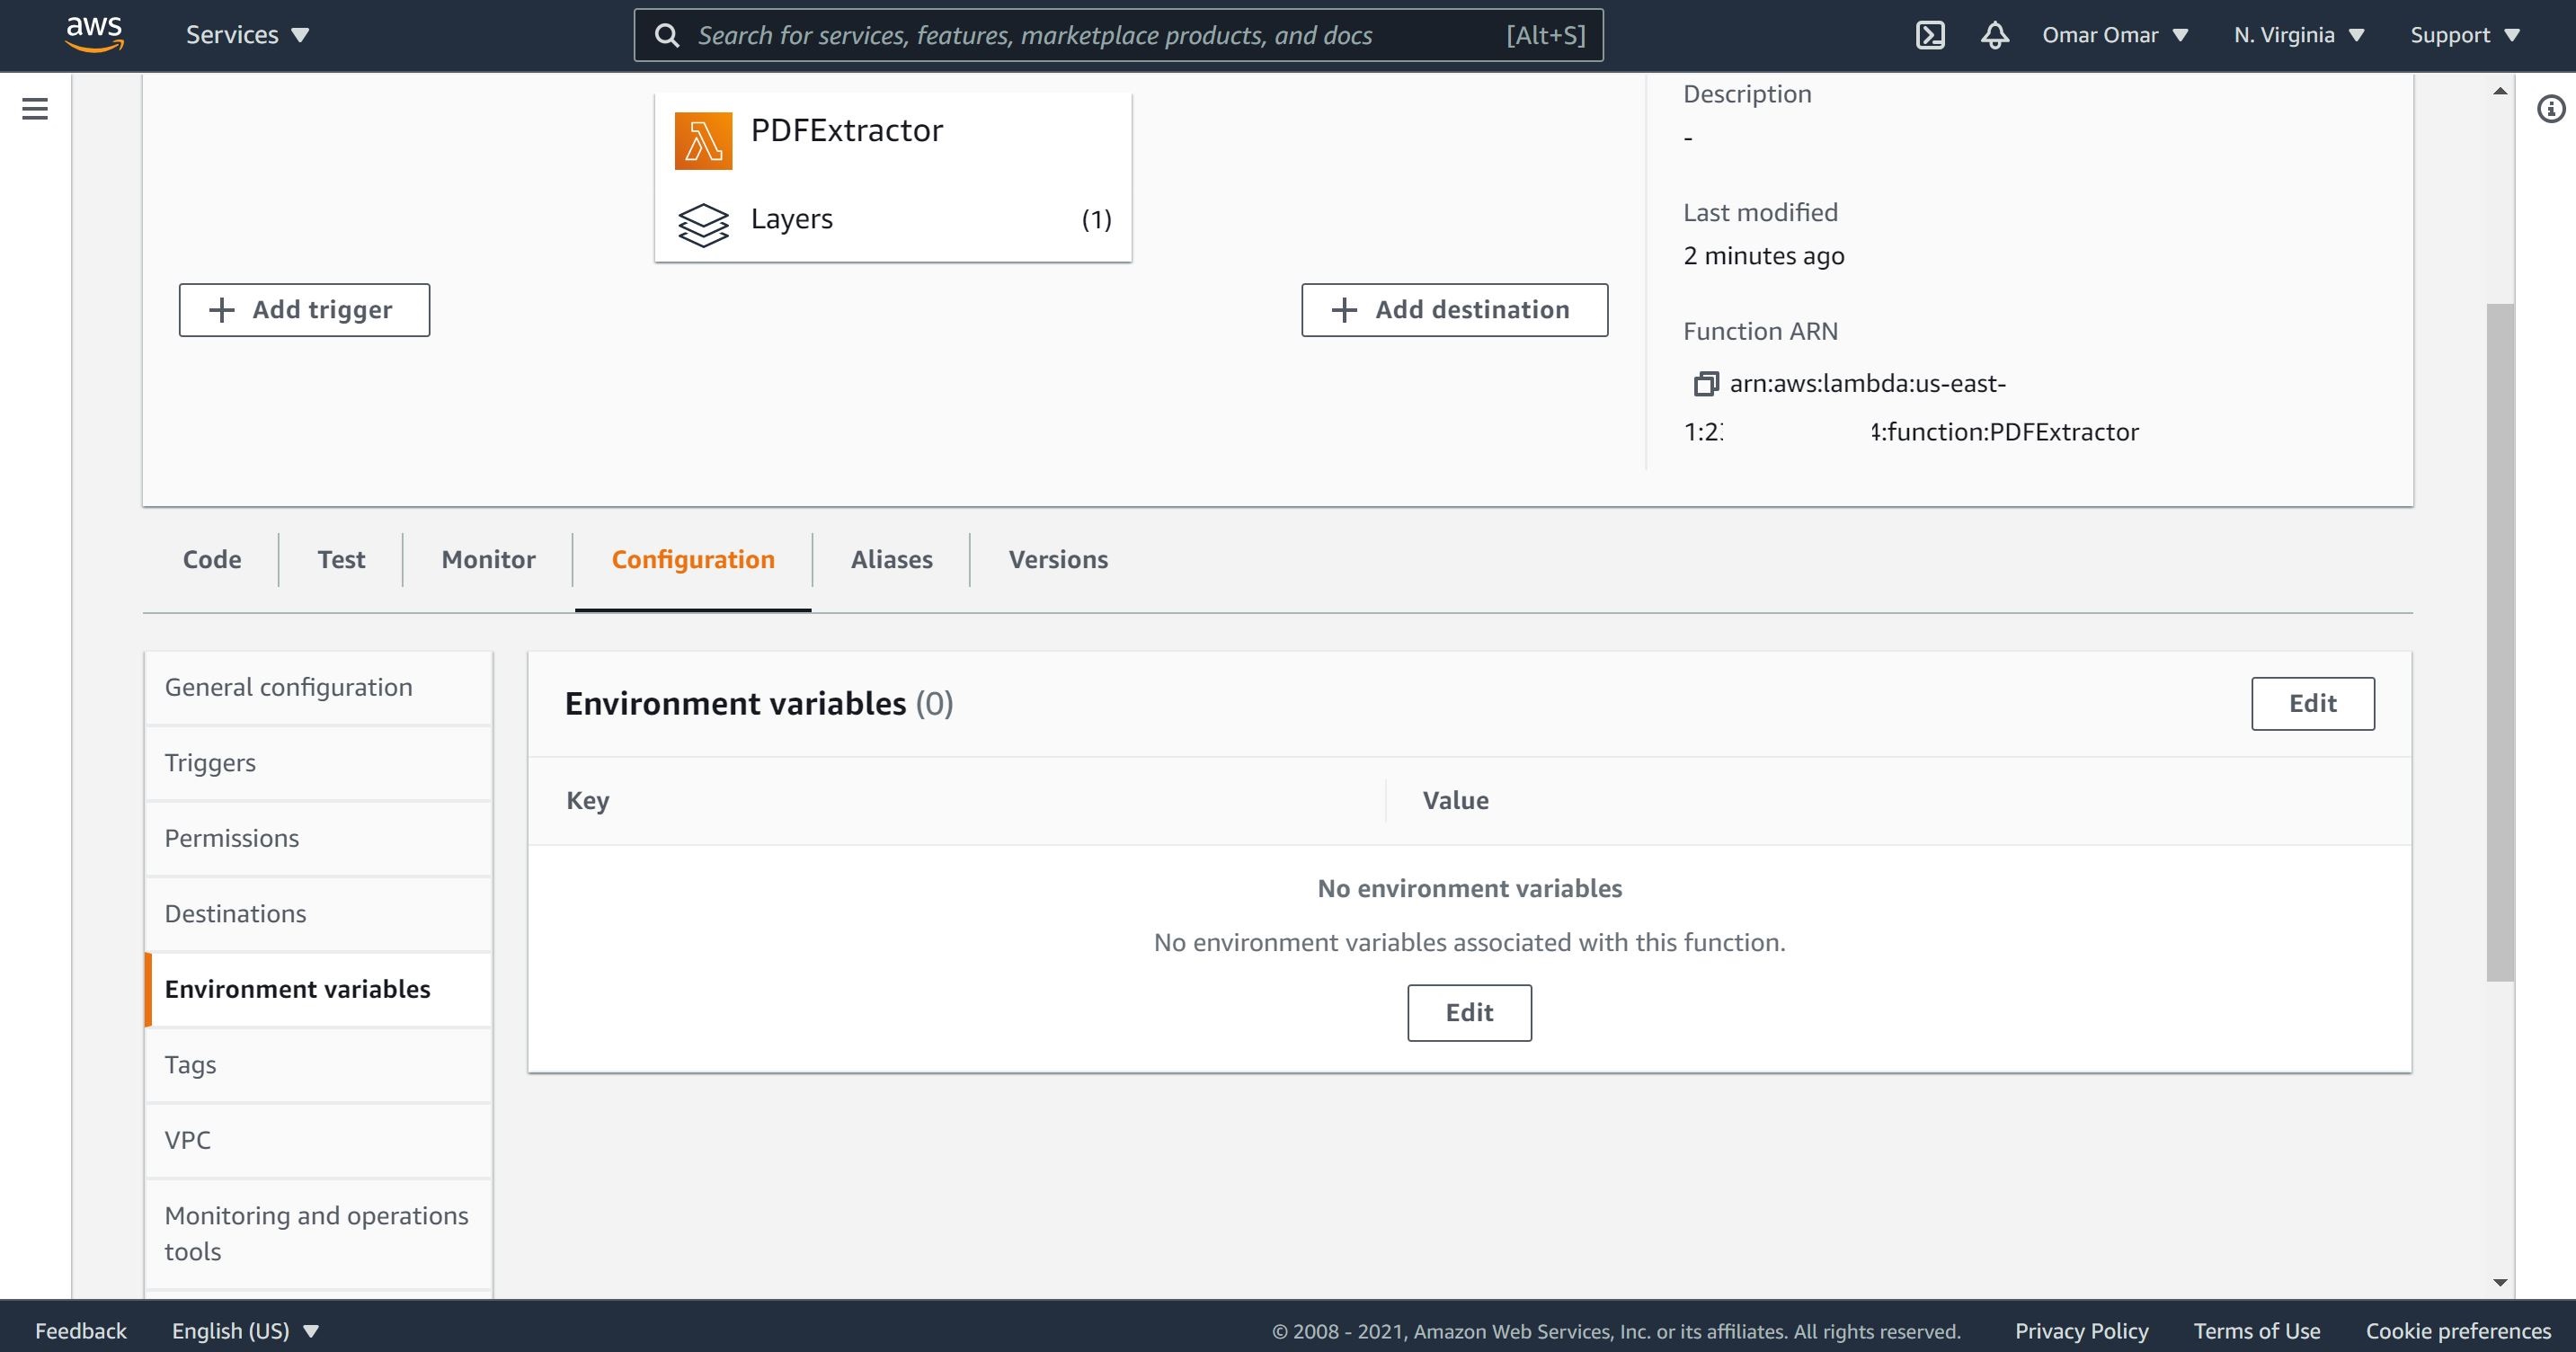 aws
Services
Search for services, features, marketplace products, and docs
[Alt+S]
Omar Omar
N. Virginia
Support
PDFExtractor
Layers
(1)
Add trigger
Add destination
Description
-
Last modified
2 minutes ago
Function ARN
arn:aws:lambda:us-east-
1:2 4:function:PDFExtractor
Code
Test
Monitor
Configuration
Aliases
Versions
General configuration
Triggers
Permissions
Destinations
Environment variables
Tags
VPC
Monitoring and operations
tools
Environment variables (0)
Edit
Key
Value
No environment variables
No environment variables associated with this function.
Edit
Feedback
English (US)
© 2008 - 2021, Amazon Web Services, Inc. or its affiliates. All rights reserved.
Privacy Policy
Terms of Use
Cookie preferences